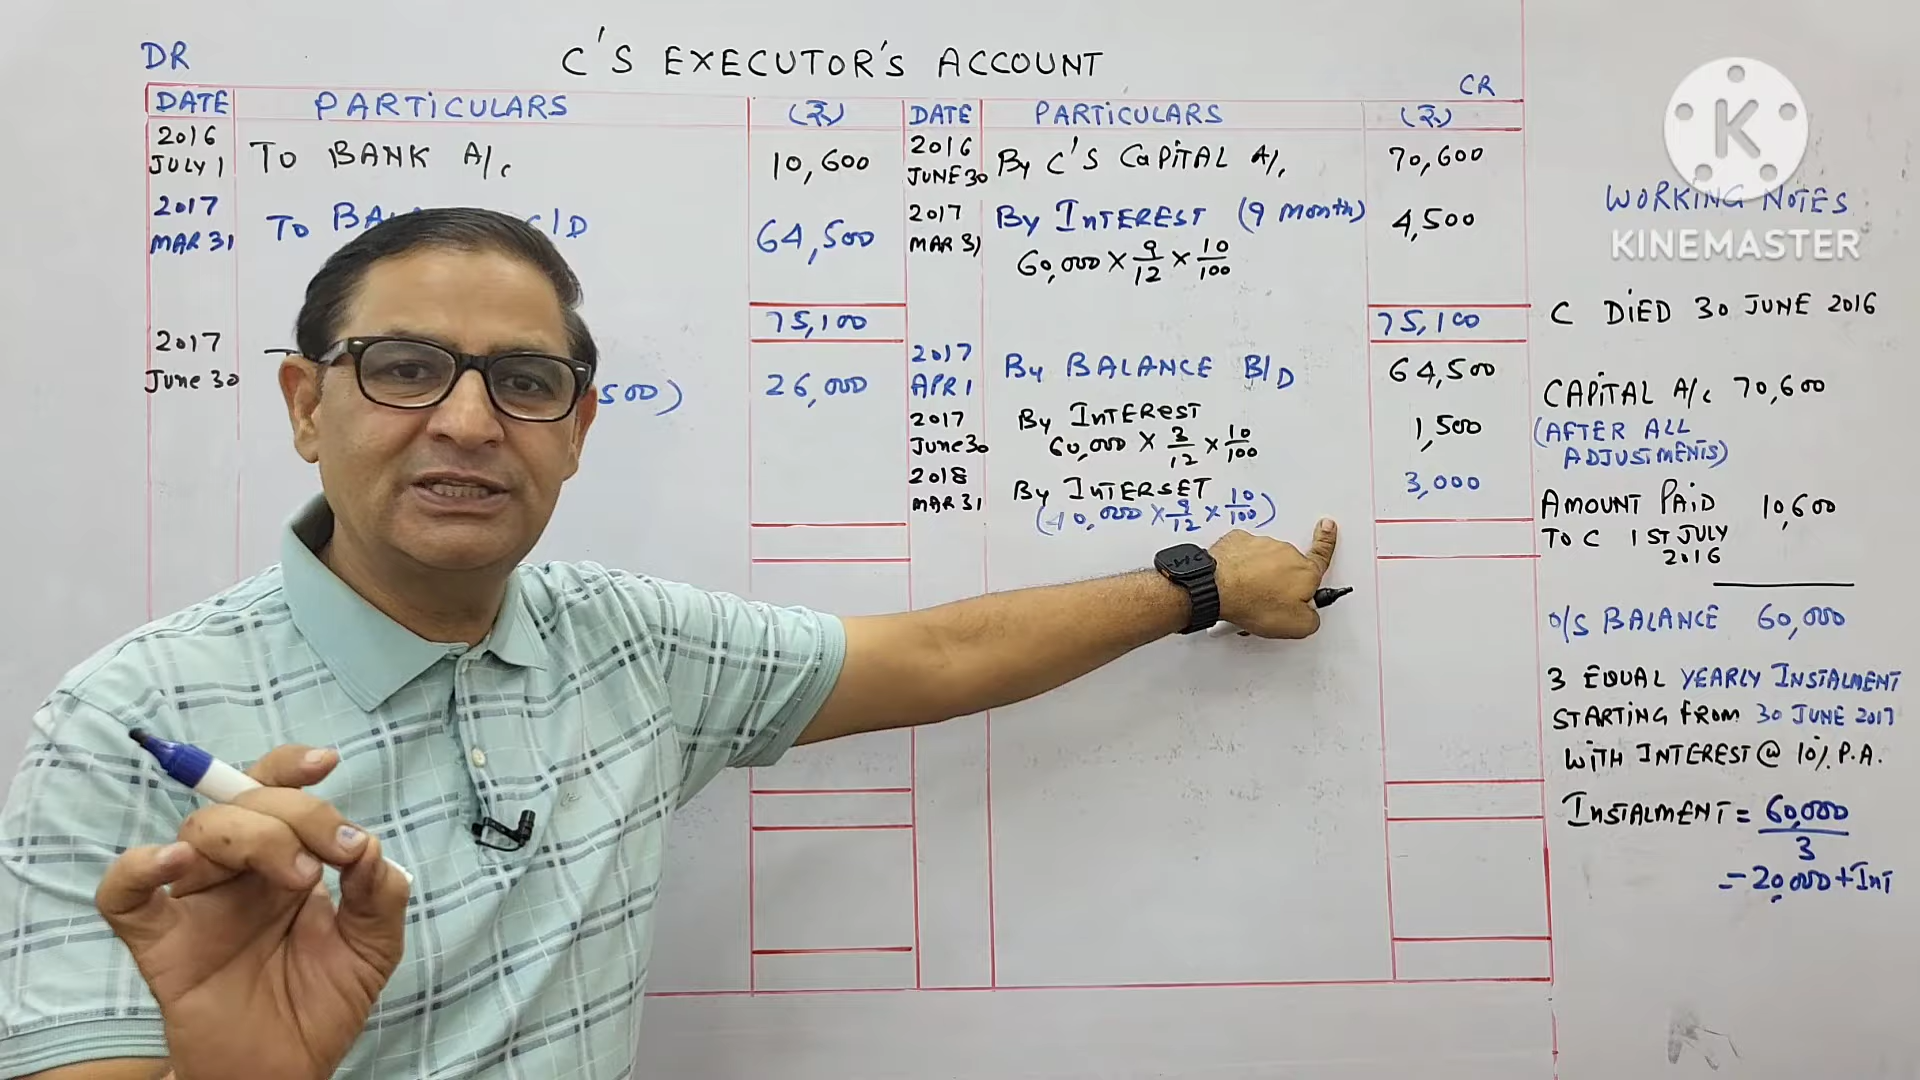 DR
C'S EXECUTOR'S ACCOUNT
CR
DATE PARTICULARS (₹) DATE PARTICULARS (₹)
2016
JULY 1 TO BANK A/c 10,600
2016
JUNE 30 By C'S CAPITAL A/c 70,600
2017
MAR 31 TO C/D 64,500
2017
MAR 31 By INTEREST (9 MONTH) 4,500
60,000 × 9/12 × 10/100
75,100 75,100
2017
June 30 500) 26,000
2017
APR 1 By BALANCE B/D 64,500
2017
June 30 By INTEREST 1,500
60,000 × 3/12 × 10/100
2018
MAR 31 By INTERSET 3,000
(40,000 × 9/12 × 10/100)
K
KINEMASTER
WORKING NOTES
C DIED 30 JUNE 2016
CAPITAL A/c 70,600
(AFTER ALL
ADJUSTMENTS)
AMOUNT PAID 10,600
TO C 1ST JULY
2016
O/S BALANCE 60,000
3 EQUAL YEARLY INSTALMENT
STARTING FROM 30 JUNE 2017
WITH INTEREST @ 10% P.A.
INSTALMENT = 60,000
3
= 20,000 + INT